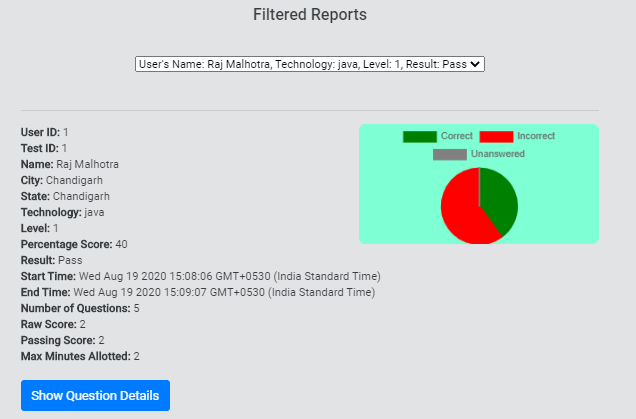 Filtered Reports
User's Name: Raj Malhotra, Technology: java, Level: 1, Result: Pass
User ID: 1
Test ID: 1
Name: Raj Malhotra
City: Chandigarh
State: Chandigarh
Technology: java
Level: 1
Percentage Score: 40
Result: Pass
Start Time: Wed Aug 19 2020 15:08:06 GMT+0530 (India Standard Time)
End Time: Wed Aug 19 2020 15:09:07 GMT+0530 (India Standard Time)
Number of Questions: 5
Raw Score: 2
Passing Score: 2
Max Minutes Allotted: 2
Correct Incorrect
Unanswered
Show Question Details